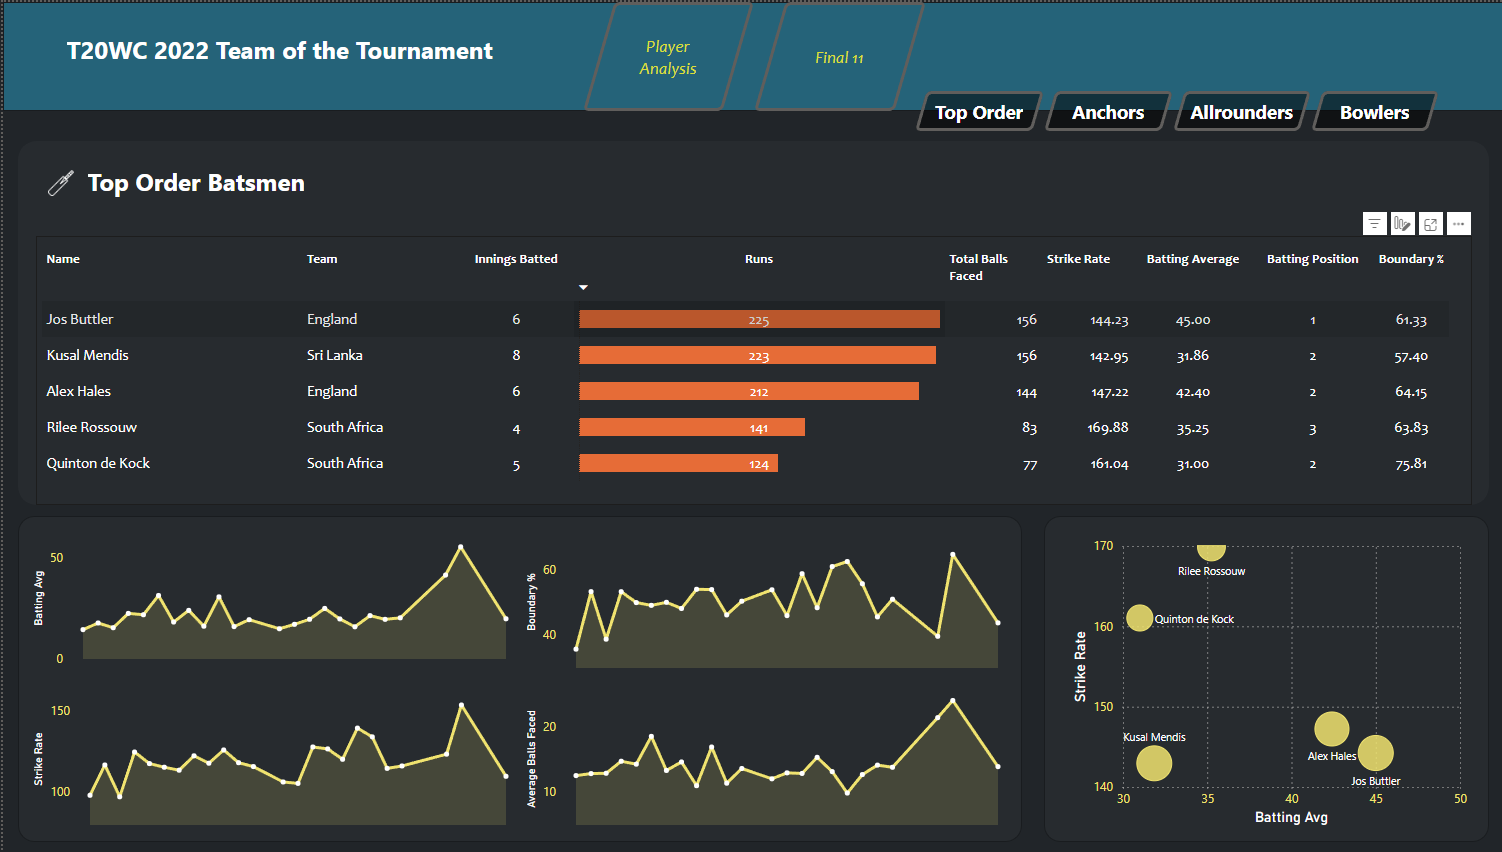 T20WC 2022 Team of the Tournament
Player
Analysis
Final 11
Top Order
Anchors
Allrounders
Bowlers
Top Order Batsmen
Name Team Innings Batted Runs Total Balls Strike Rate Batting Average Batting Position Boundary %
Faced
Jos Buttler England 6 225 156 144.23 45.00 1 61.33
Kusal Mendis Sri Lanka 8 223 156 142.95 31.86 2 57.40
Alex Hales England 6 212 144 147.22 42.40 2 64.15
Rilee Rossouw South Africa 4 141 83 169.88 35.25 3 63.83
Quinton de Kock South Africa 5 124 77 161.04 31.00 2 75.81
Batting Avg
50
0
Boundary %
60
40
Strike Rate
150
100
Average Balls Faced
20
10
Strike Rate
170
160
150
140
Rilee Rossouw
Quinton de Kock
Kusal Mendis
Alex Hales
Jos Buttler
30 35 40 45 50
Batting Avg